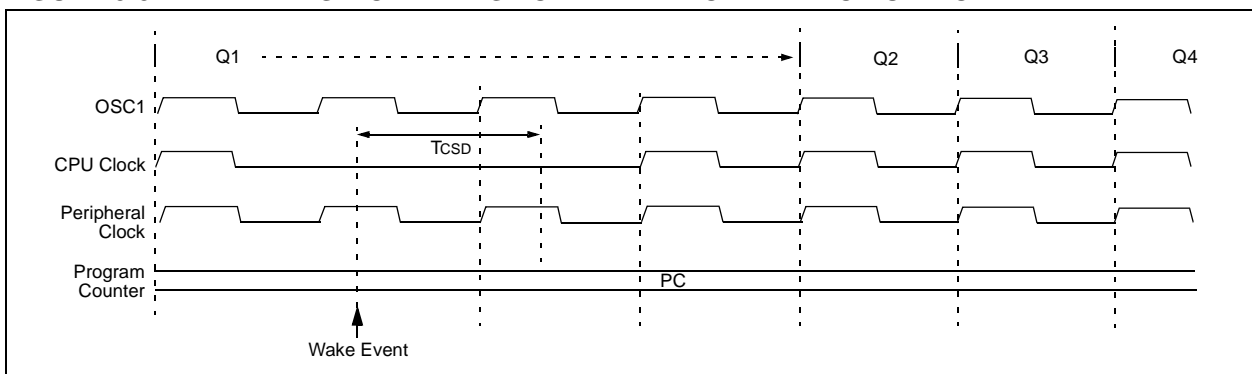 Q1 Q2 Q3 Q4
OSC1
TCSD
CPU Clock
Peripheral
Clock
Program
Counter
PC
Wake Event